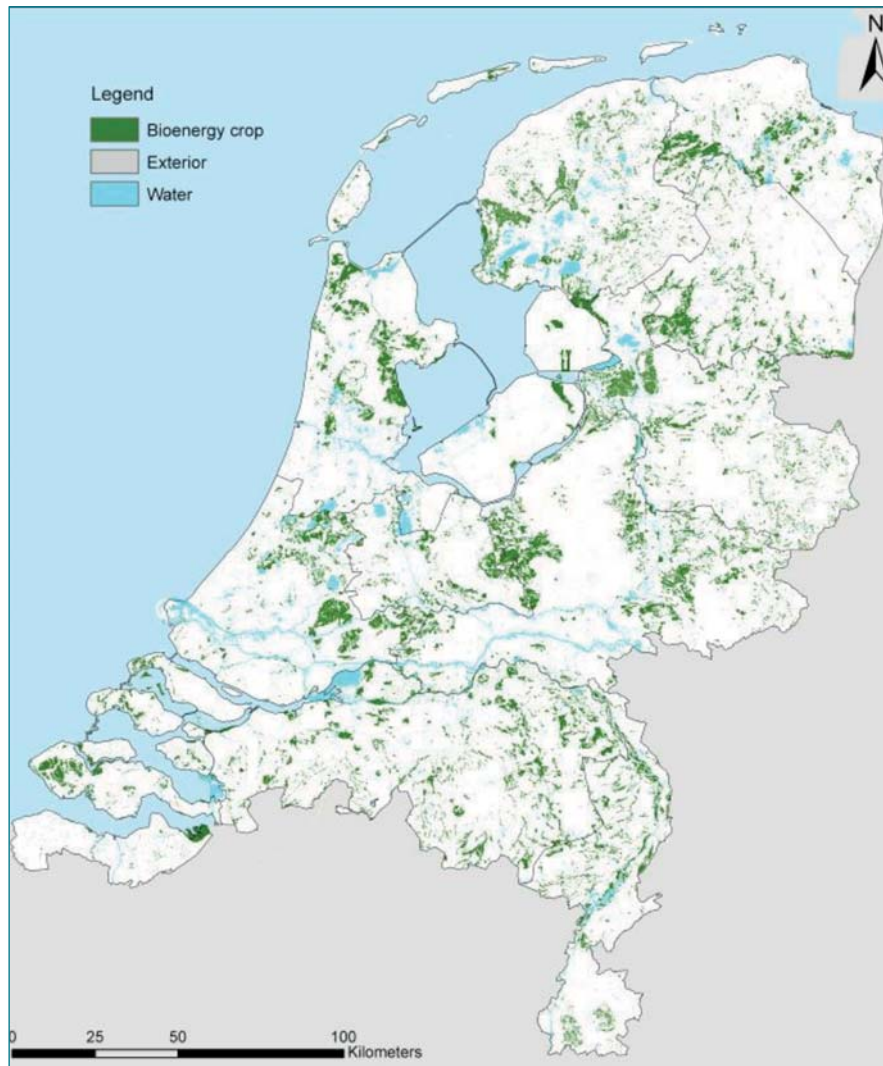 N
Legend
Bioenergy crop
Exterior
Water
0 25 50 100
Kilometers